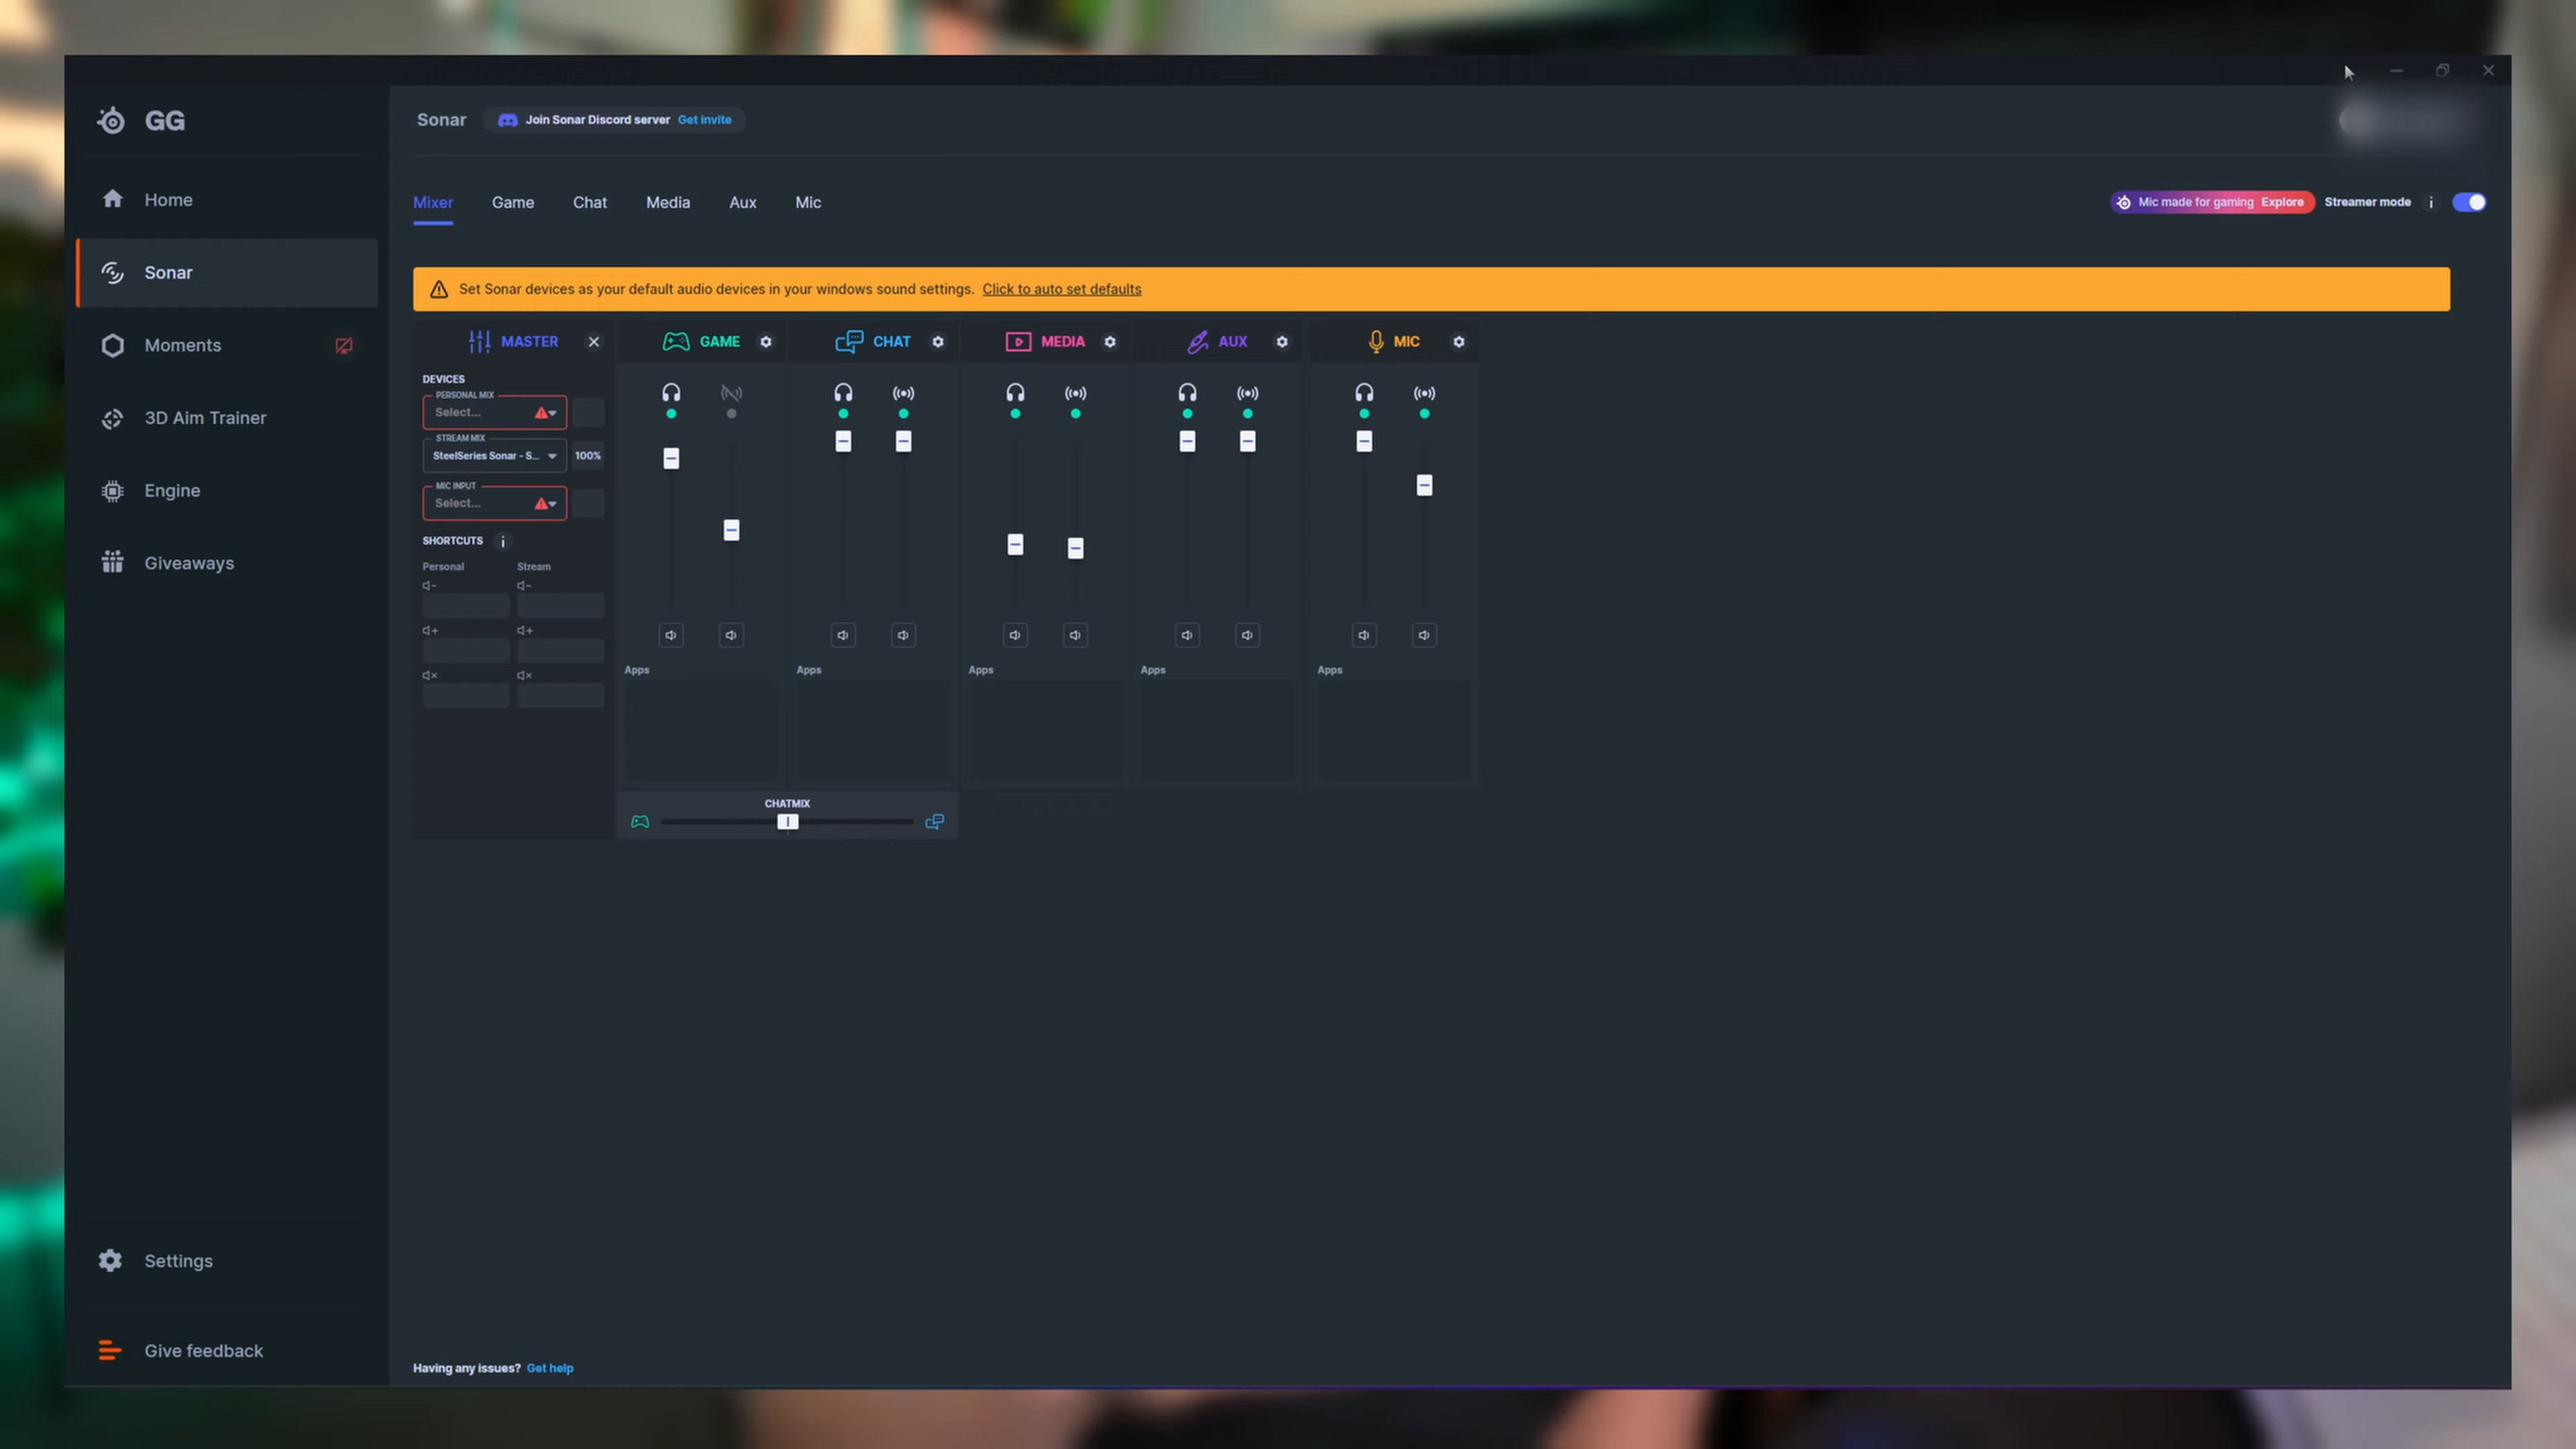 GG
Home
Sonar
Moments
3D Aim Trainer
Engine
Giveaways
Settings
Give feedback
Sonar Join Sonar Discord server Get invite
Mixer Game Chat Media Aux Mic
Mic made for gaming Explore Streamer mode i
Set Sonar devices as your default audio devices in your windows sound settings. Click to auto set defaults
MASTER GAME CHAT MEDIA AUX MIC
DEVICES
PERSONAL MIX
Select...
STREAM MIX
SteelSeries Sonar - S... 100%
MIC INPUT
Select...
SHORTCUTS i
Personal Stream
Apps Apps Apps Apps Apps
CHATMIX
Having any issues? Get help